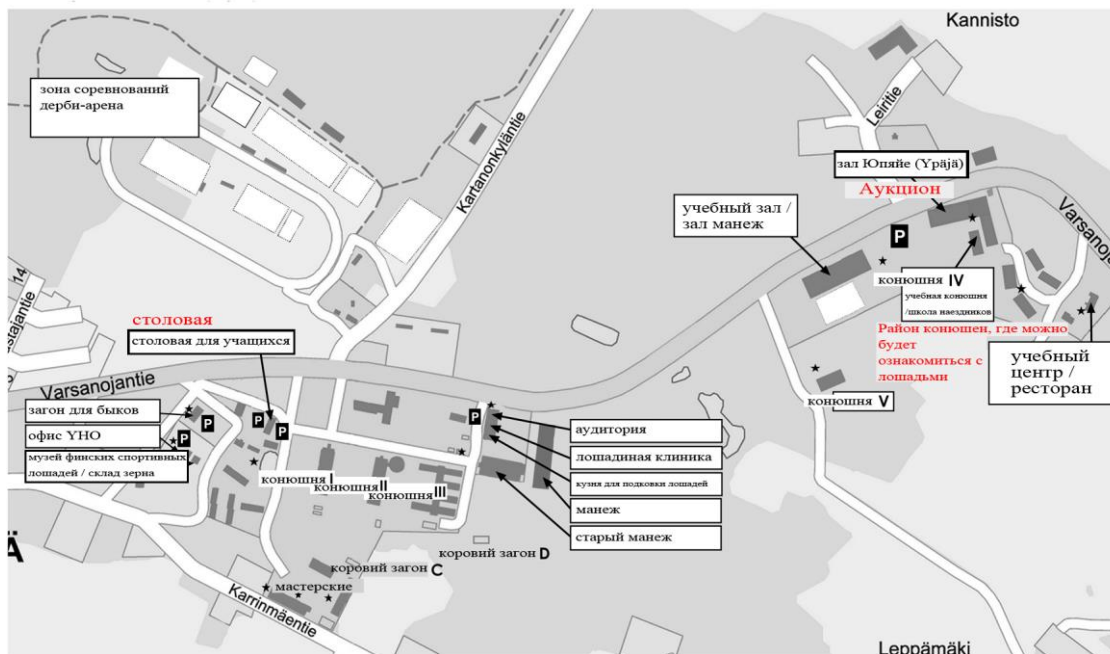 Kannisto
зона соревнований
дерби-арена
Kartanonkyläntie
Leiritie
зал Юпяйе (Ypäjä)
Аукцион
учебный зал /
зал манеж
P
конюшня IV
учебная конюшня
/школа наездников
Район конюшен, где можно
будет
ознакомиться с
лошадьми
учебный
центр /
ресторан
14
столовая
столовая для учащихся
Varsanojantie
загон для быков
P
офис YHO
P
P
P
музей финских спортивных
лошадей / склад зерна
аудитория
лошадиная клиника
кузня для подковки лошадей
манеж
старый манеж
конюшня V
конюшня I
конюшня II
конюшня III
коровий загон D
коровий загон C
мастерские
Karrinmäentie
Leppämäki